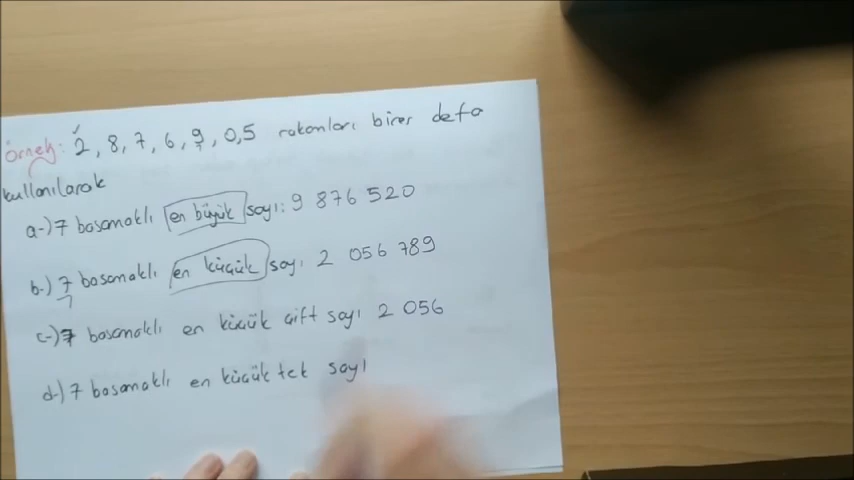 örnek: 2, 8, 7, 6, 9, 0, 5 rakamları birer defa
kullanılarak
a-) 7 basamaklı en büyük sayı: 9 876 520
b-) 7 basamaklı en küçük sayı 2 056 789
c-) 7 basamaklı en küçük çift sayı 2 056
d-) 7 basamaklı en küçük tek sayı